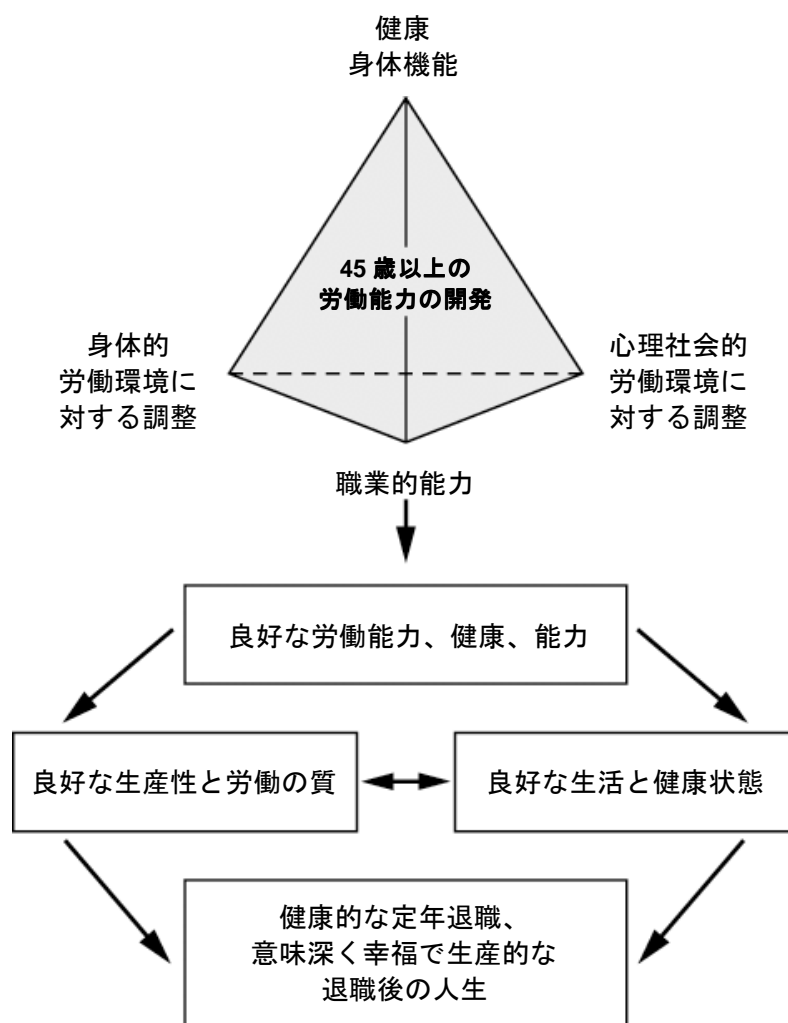 健康
身体機能
45 歳以上の
労働能力の開発
身体的
労働環境に
対する調整
心理社会的
労働環境に
対する調整
職業的能力
良好な労働能力、健康、能力
良好な生産性と労働の質
良好な生活と健康状態
健康的な定年退職、
意味深く幸福で生産的な
退職後の人生